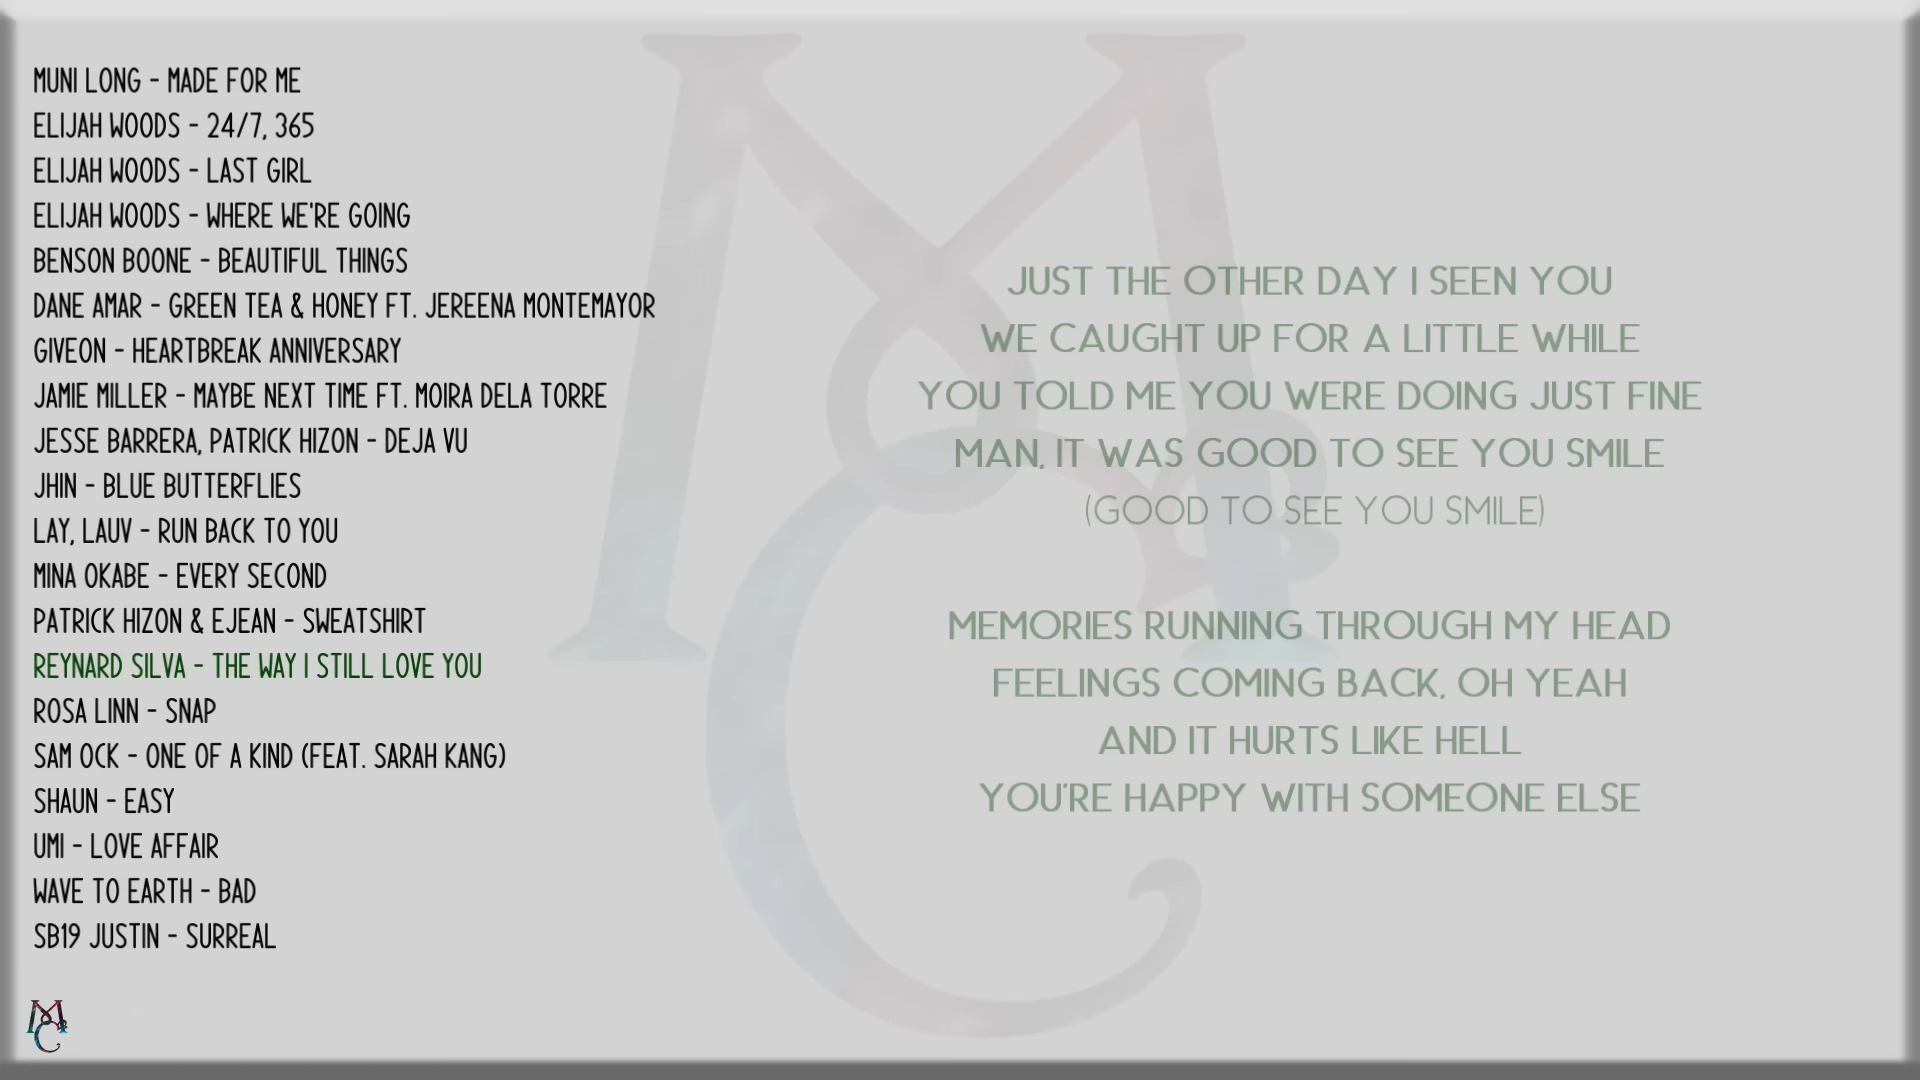 MUNI LONG - MADE FOR ME
ELIJAH WOODS - 24/7, 365
ELIJAH WOODS - LAST GIRL
ELIJAH WOODS - WHERE WE'RE GOING
BENSON BOONE - BEAUTIFUL THINGS
DANE AMAR - GREEN TEA & HONEY FT. JEREENA MONTEMAYOR
GIVEON - HEARTBREAK ANNIVERSARY
JAMIE MILLER - MAYBE NEXT TIME FT. MOIRA DELA TORRE
JESSE BARRERA, PATRICK HIZON - DEJA VU
JHIN - BLUE BUTTERFLIES
LAY, LAUV - RUN BACK TO YOU
MINA OKABE - EVERY SECOND
PATRICK HIZON & EJEAN - SWEATSHIRT
REYNARD SILVA - THE WAY I STILL LOVE YOU
ROSA LINN - SNAP
SAM OCK - ONE OF A KIND (FEAT. SARAH KANG)
SHAUN - EASY
UMI - LOVE AFFAIR
WAVE TO EARTH - BAD
SB19 JUSTIN - SURREAL
JUST THE OTHER DAY I SEEN YOU
WE CAUGHT UP FOR A LITTLE WHILE
YOU TOLD ME YOU WERE DOING JUST FINE
MAN, IT WAS GOOD TO SEE YOU SMILE
(GOOD TO SEE YOU SMILE)
MEMORIES RUNNING THROUGH MY HEAD
FEELINGS COMING BACK, OH YEAH
AND IT HURTS LIKE HELL
YOU'RE HAPPY WITH SOMEONE ELSE
MC